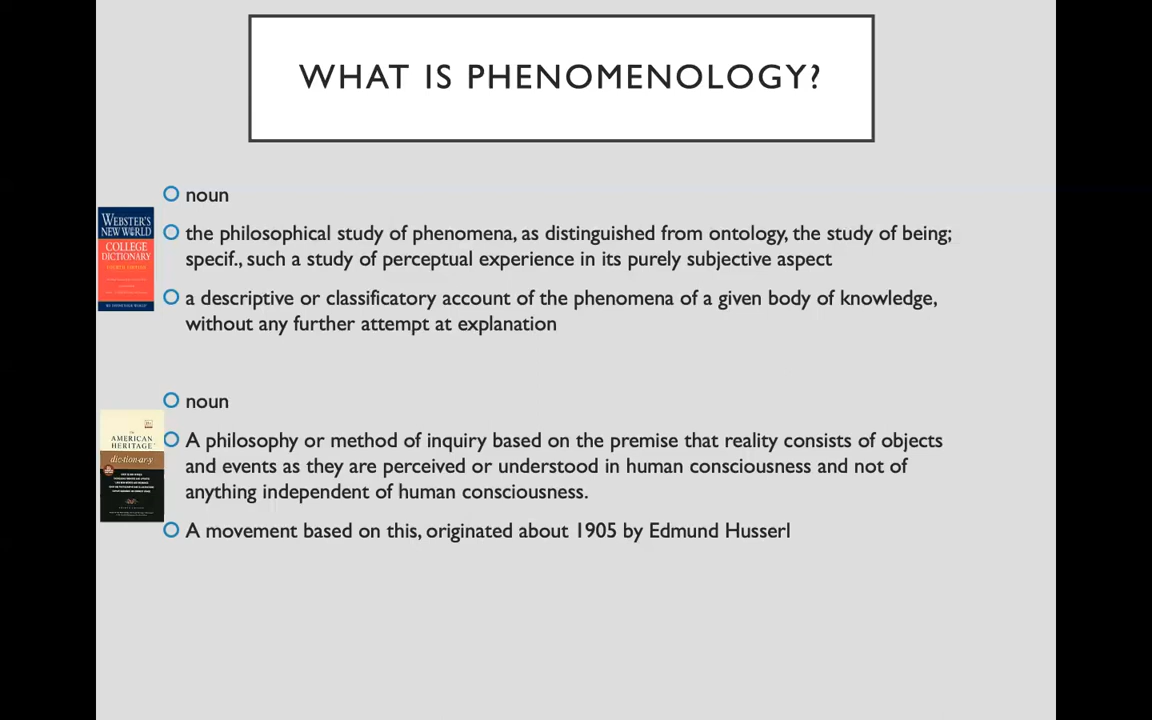 WHAT IS PHENOMENOLOGY?
noun
WEBSTER'S
NEW WORLD
COLLEGE
DICTIONARY
the philosophical study of phenomena, as distinguished from ontology, the study of being;
specif., such a study of perceptual experience in its purely subjective aspect
a descriptive or classificatory account of the phenomena of a given body of knowledge,
without any further attempt at explanation
noun
AMERICAN
HERITAGE
dictionary
A philosophy or method of inquiry based on the premise that reality consists of objects
and events as they are perceived or understood in human consciousness and not of
anything independent of human consciousness.
A movement based on this, originated about 1905 by Edmund Husserl